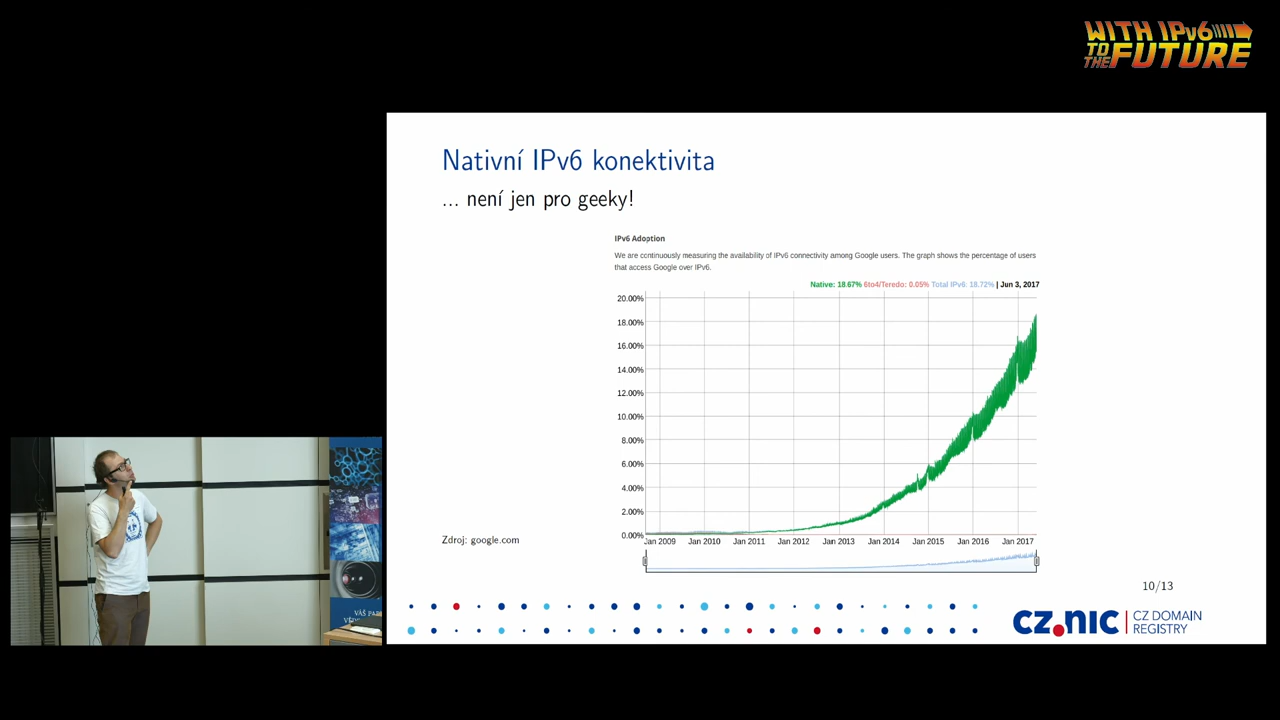 WITH IPv6
TO THE FUTURE
Nativní IPv6 konektivita
... není jen pro geeky!
IPv6 Adoption
We are continuously measuring the availability of IPv6 connectivity among Google users. The graph shows the percentage of users
that access Google over IPv6.
Native: 18.67% 6to4/Teredo: 0.05% Total IPv6: 18.72% | Jun 3, 2017
20.00%
18.00%
16.00%
14.00%
12.00%
10.00%
8.00%
6.00%
4.00%
2.00%
0.00%
Jan 2009 Jan 2010 Jan 2011 Jan 2012 Jan 2013 Jan 2014 Jan 2015 Jan 2016 Jan 2017
Zdroj: google.com
10/13
CZ.NIC | CZ DOMAIN
REGISTRY
VÁŠ